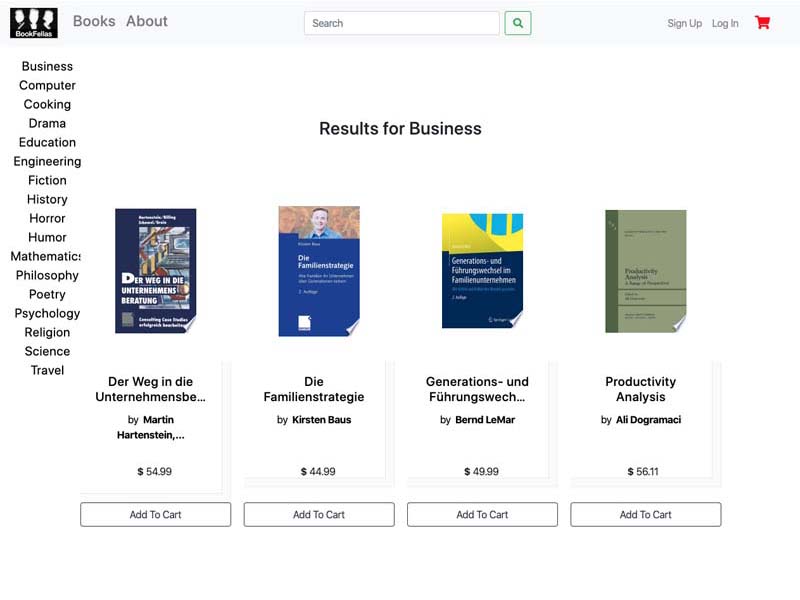 BookFellas
Books About
Search
Sign Up Log In
Business
Computer
Cooking
Drama
Education
Engineering
Fiction
History
Horror
Humor
Mathematics
Philosophy
Poetry
Psychology
Religion
Science
Travel
Results for Business
Hartenstein/Billing
Schawel/Grein
DER WEG IN DIE
UNTERNEHMENS
BERATUNG
Consulting Case Studies
erfolgreich bearbeiten
Kirsten Baus
Die
Familienstrategie
Wie Familien ihr Unternehmen
über Generationen sichern
2. Auflage
Generations- und
Führungswechsel im
Familienunternehmen
2. Auflage
Springer
Productivity
Analysis
A Range of Perspectives
Der Weg in die
Unternehmensbe...
by Martin
Hartenstein,...
$ 54.99
Add To Cart
Die
Familienstrategie
by Kirsten Baus
$ 44.99
Add To Cart
Generations- und
Führungswech...
by Bernd LeMar
$ 49.99
Add To Cart
Productivity
Analysis
by Ali Dogramaci
$ 56.11
Add To Cart